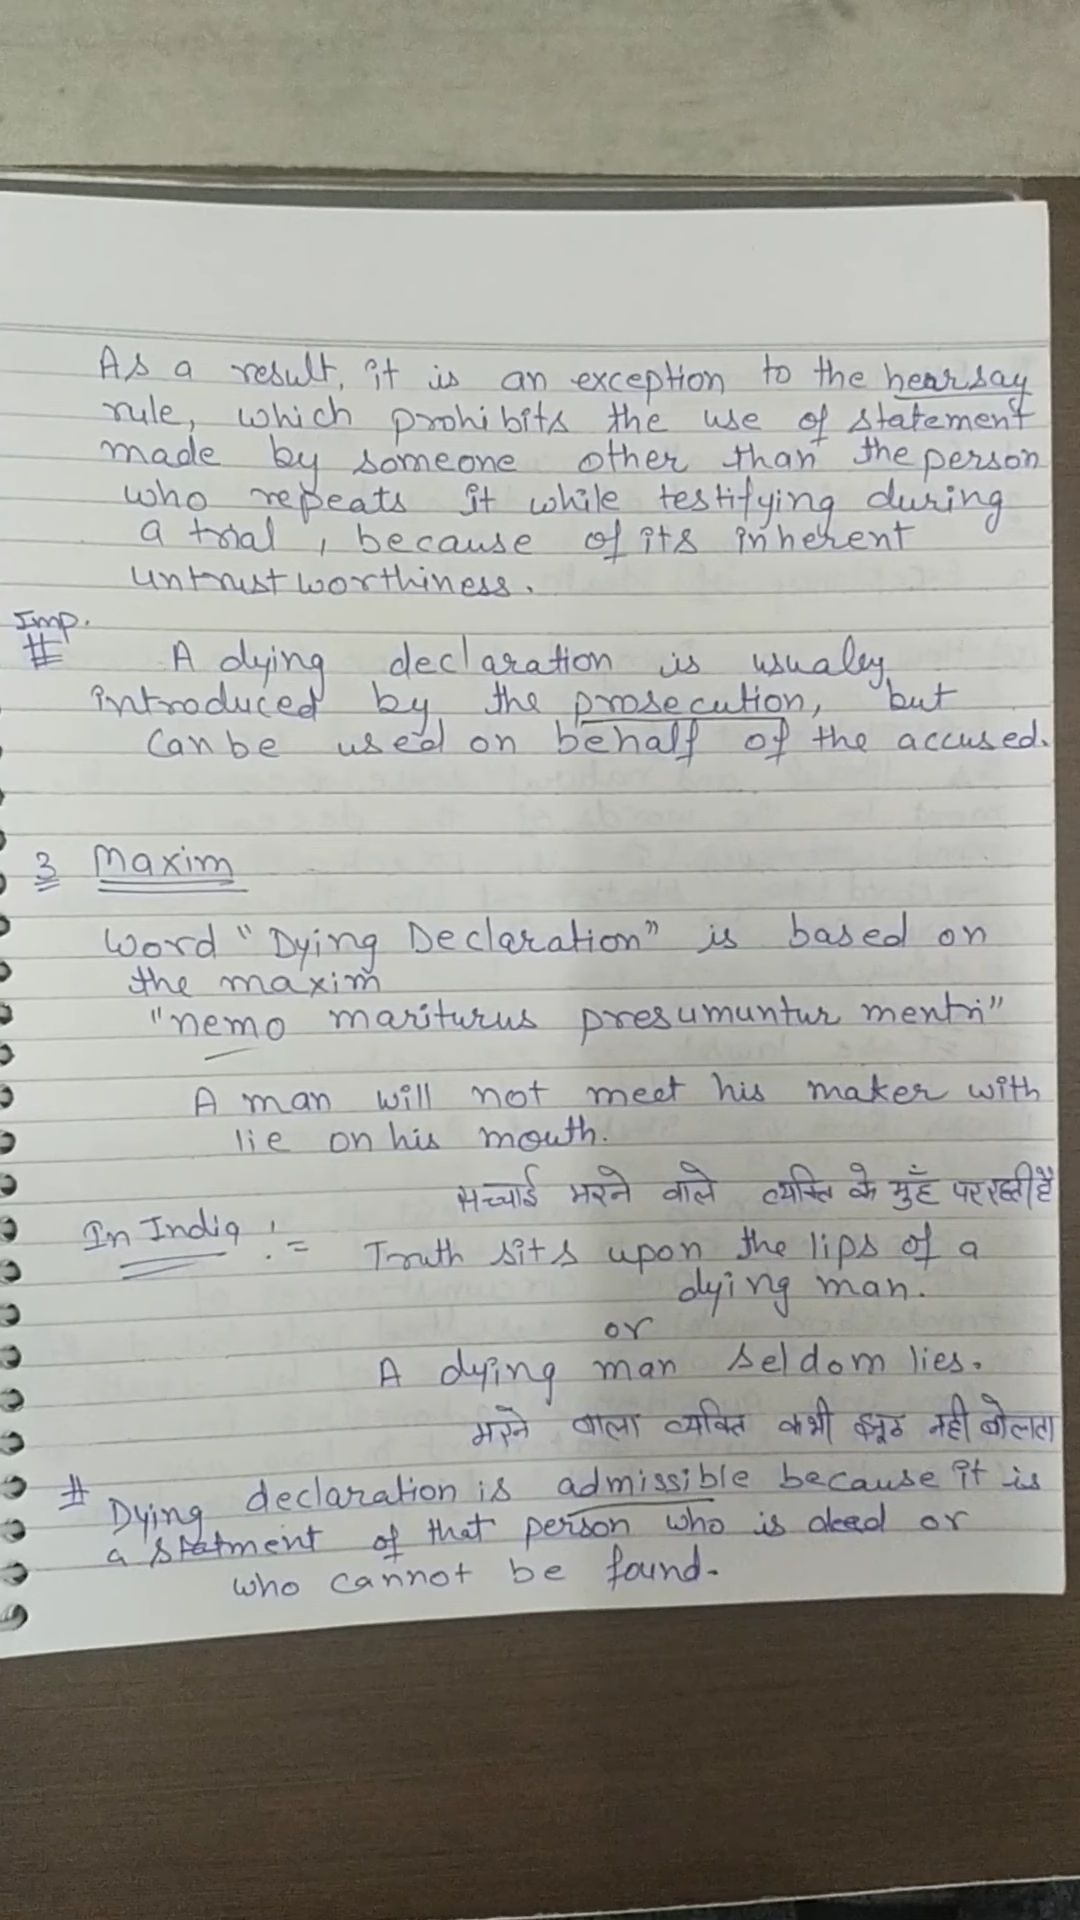 As a result, it is an exception to the hearsay
rule, which prohibits the use of statement
made by someone other than the person
who repeats it while testifying during
a trial, because of its inherent
untrustworthiness.
Imp.
# A dying declaration is usualey
introduced by the prosecution, but
can be used on behalf of the accused.
3 Maxim
Word "Dying Declaration" is based on
the maxim
"nemo mariturus presumuntur mentri"
A man will not meet his maker with
lie on his mouth.
सच्चाई मरने वाले व्यक्ति के मुँह पर रहती है
In India := Truth sits upon the lips of a
dying man.
or
A dying man seldom lies.
मरने वाला व्यक्ति कभी झूठ नही बोलता
# Dying declaration is admissible because it is
a statment of that person who is dead or
who cannot be found.